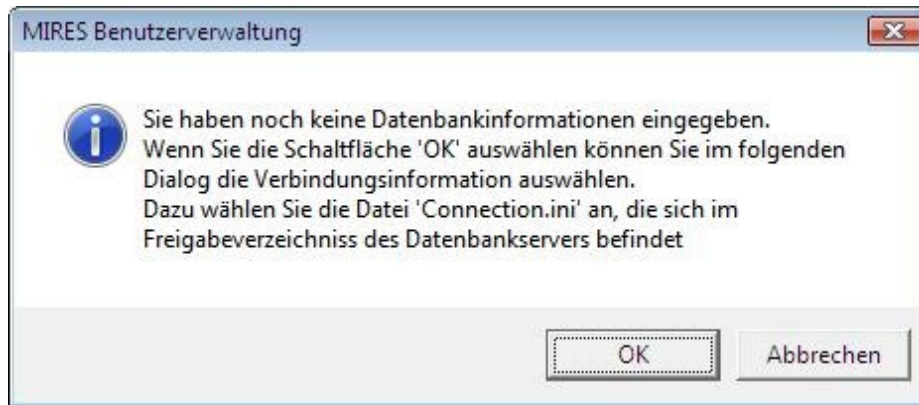 MIRES Benutzerverwaltung
Sie haben noch keine Datenbankinformationen eingegeben.
Wenn Sie die Schaltfläche 'OK' auswählen können Sie im folgenden
Dialog die Verbindungsinformation auswählen.
Dazu wählen Sie die Datei 'Connection.ini' an, die sich im
Freigabeverzeichniss des Datenbankservers befindet
OK
Abbrechen